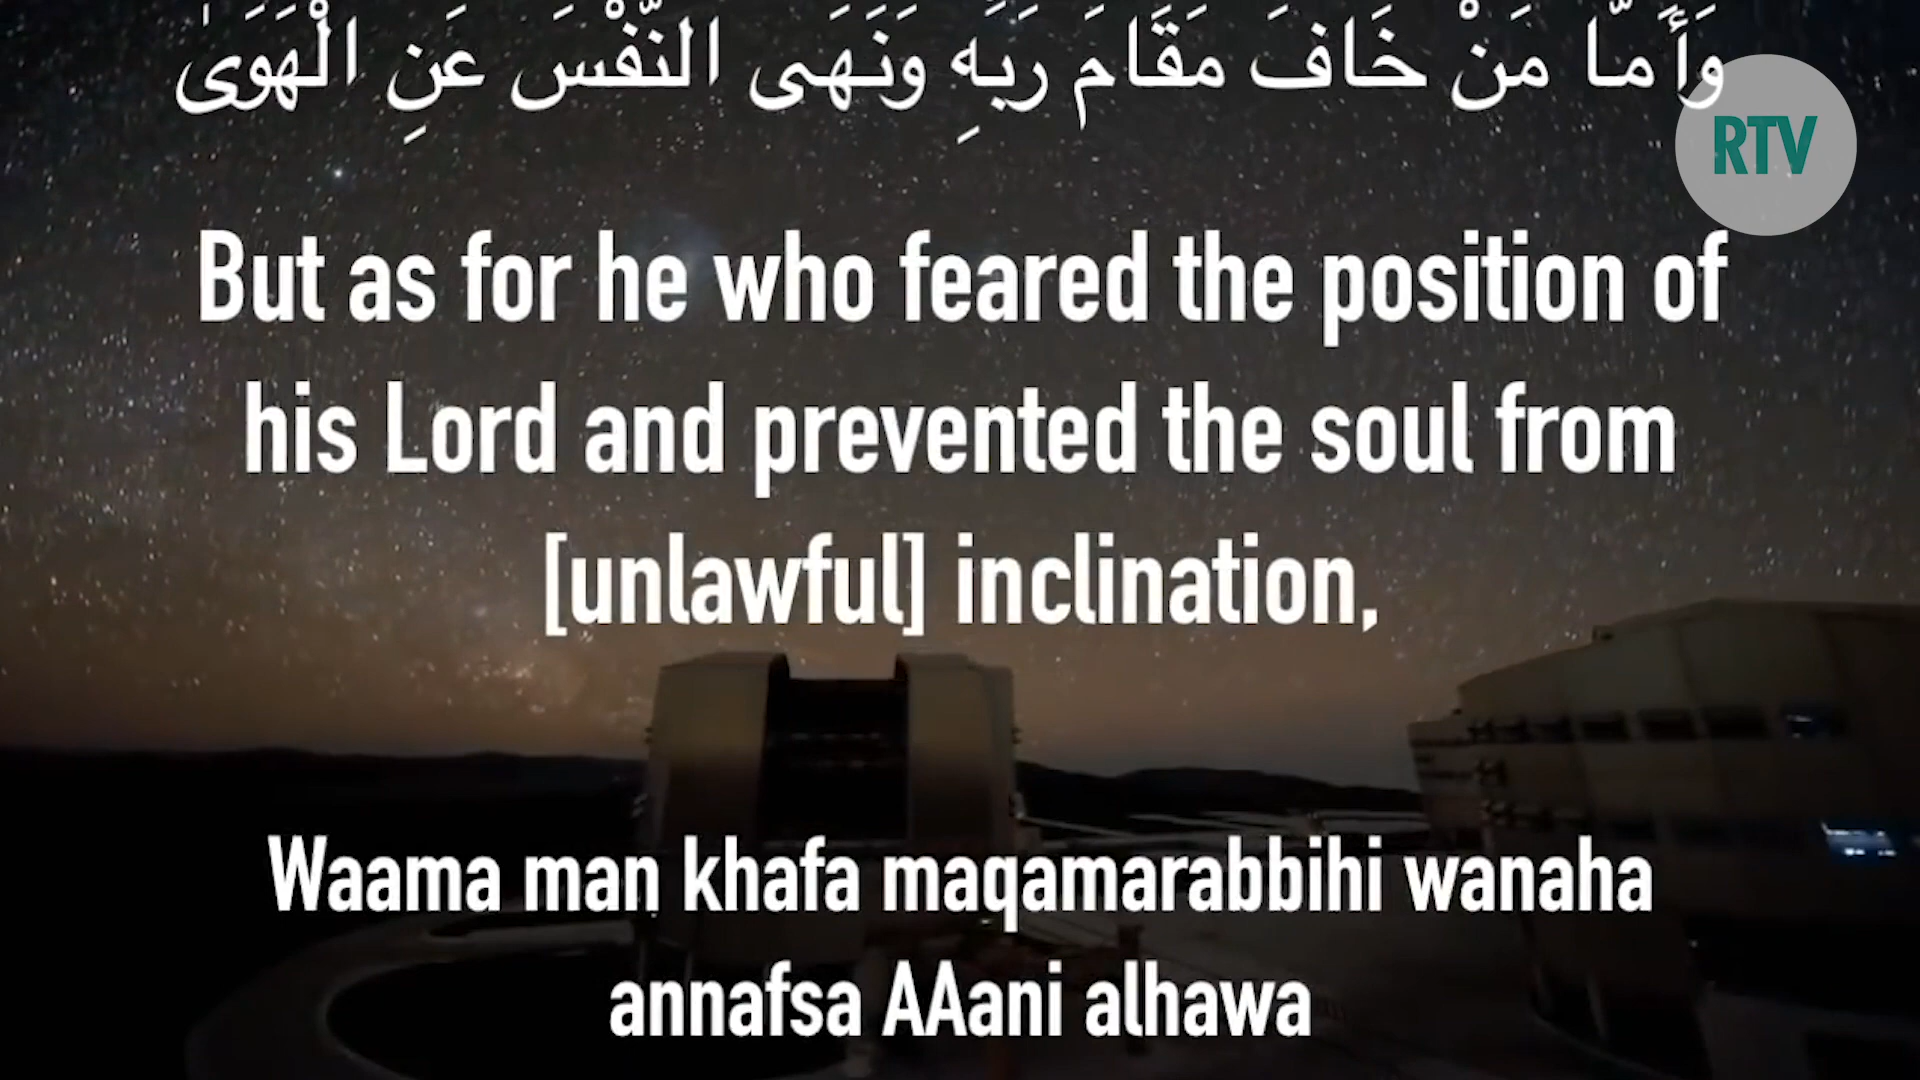 وَأَمَّا مَنْ خَافَ مَقَامَ رَبِّهِ وَنَهَى النَّفْسَ عَنِ الْهَوَىٰ
RTV
But as for he who feared the position of
his Lord and prevented the soul from
[unlawful] inclination,
Waama maṇ khafa maqamarabbihi wanaha
annafsa AAani alhawa